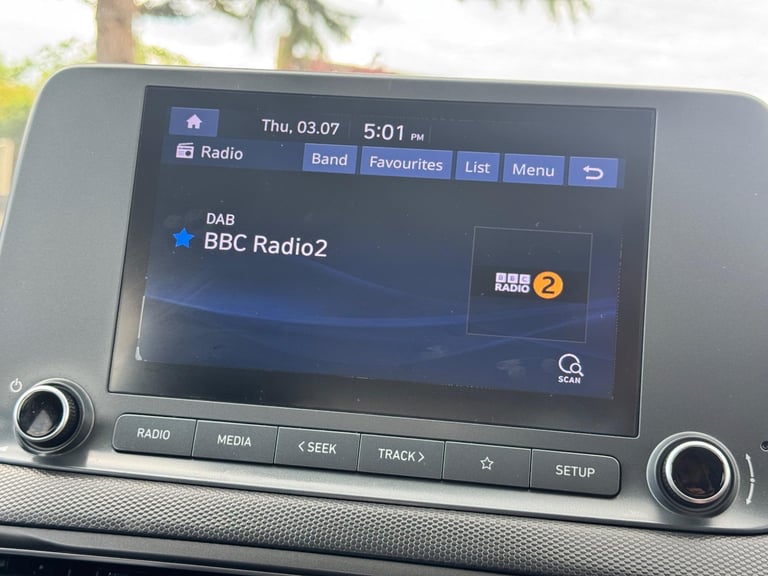 Thu, 03.07 5:01 PM
Radio Band Favourites List Menu
DAB
BBC Radio2
BBC
RADIO 2
SCAN
RADIO MEDIA <SEEK TRACK> SETUP